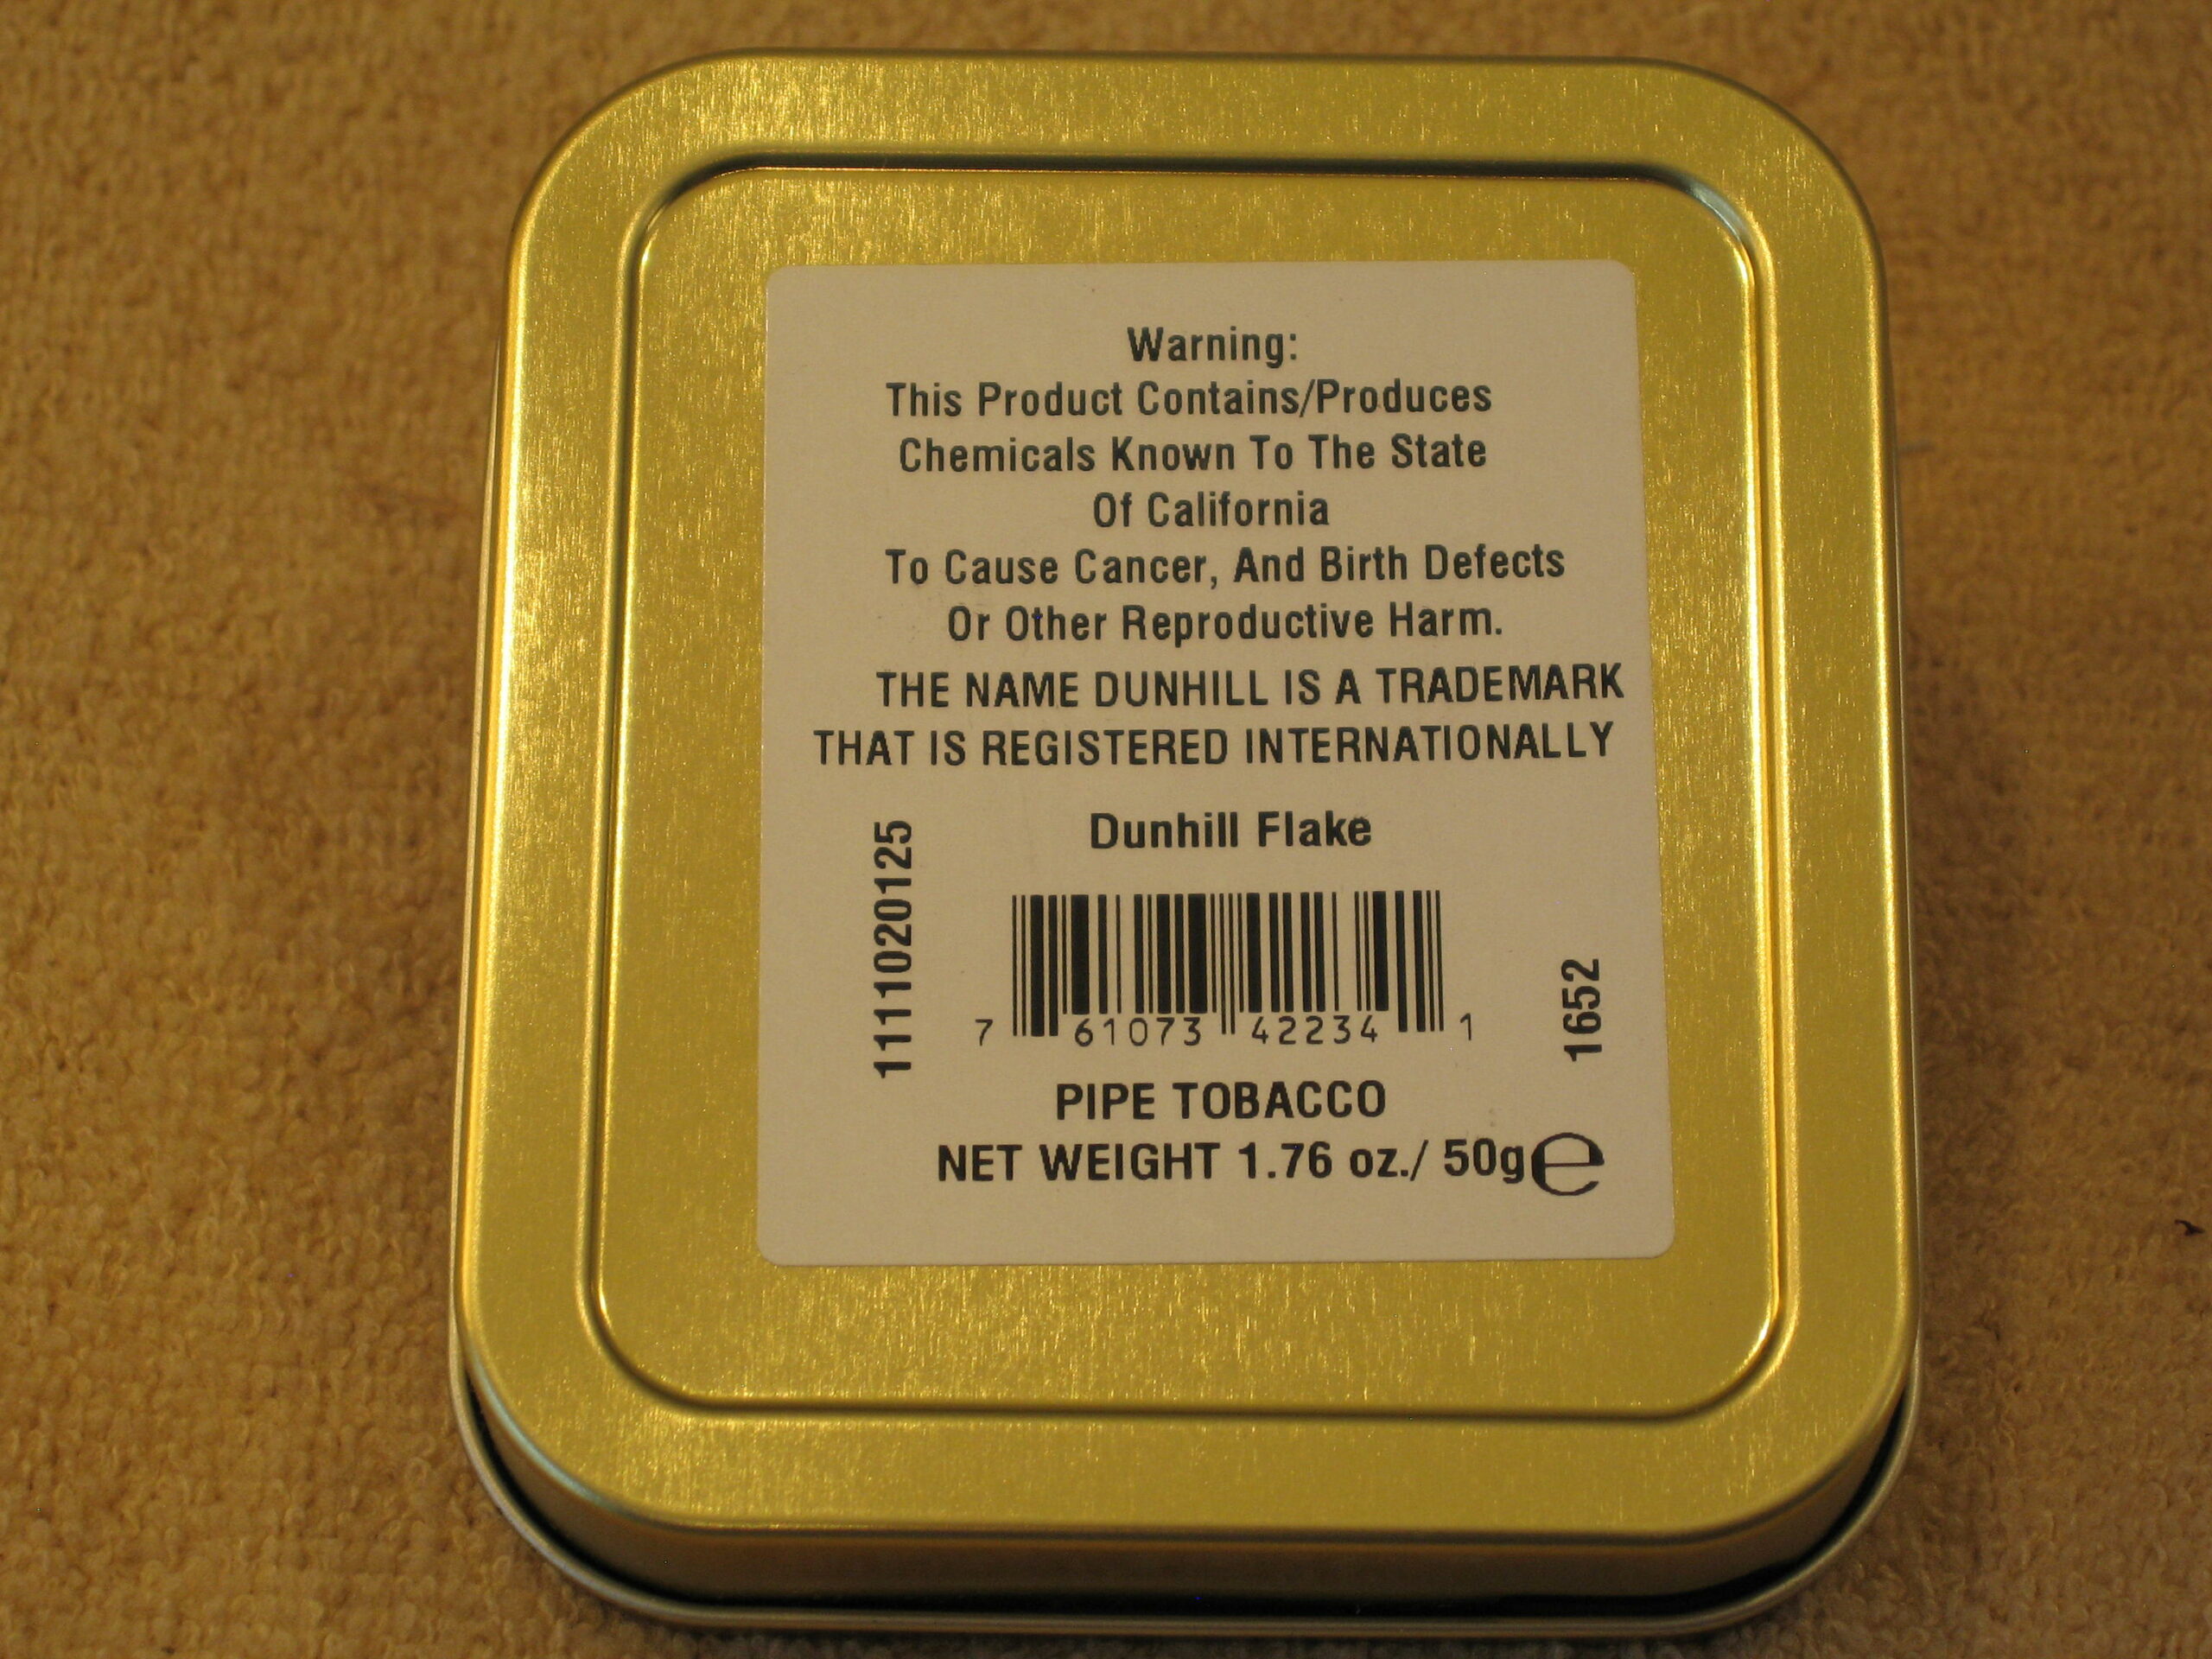 Warning:
This Product Contains/Produces
Chemicals Known To The State
Of California
To Cause Cancer, And Birth Defects
Or Other Reproductive Harm.
THE NAME DUNHILL IS A TRADEMARK
THAT IS REGISTERED INTERNATIONALLY
Dunhill Flake
1111020125
7 61073 42234 1
1652
PIPE TOBACCO
NET WEIGHT 1.76 oz./ 50g℮